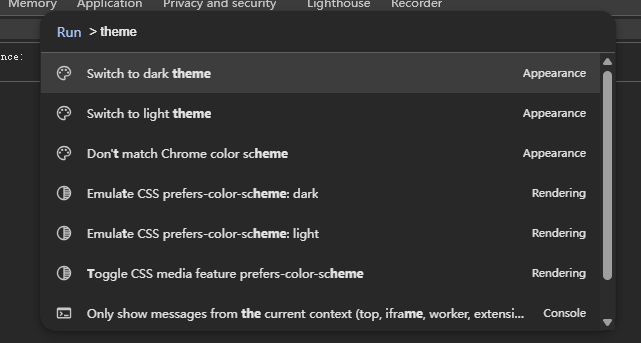 Memory Application Privacy and security Lighthouse Recorder
Run > theme
nce:
Switch to dark theme Appearance
Switch to light theme Appearance
Don't match Chrome color scheme Appearance
Emulate CSS prefers-color-scheme: dark Rendering
Emulate CSS prefers-color-scheme: light Rendering
Toggle CSS media feature prefers-color-scheme Rendering
Only show messages from the current context (top, iframe, worker, extensi... Console